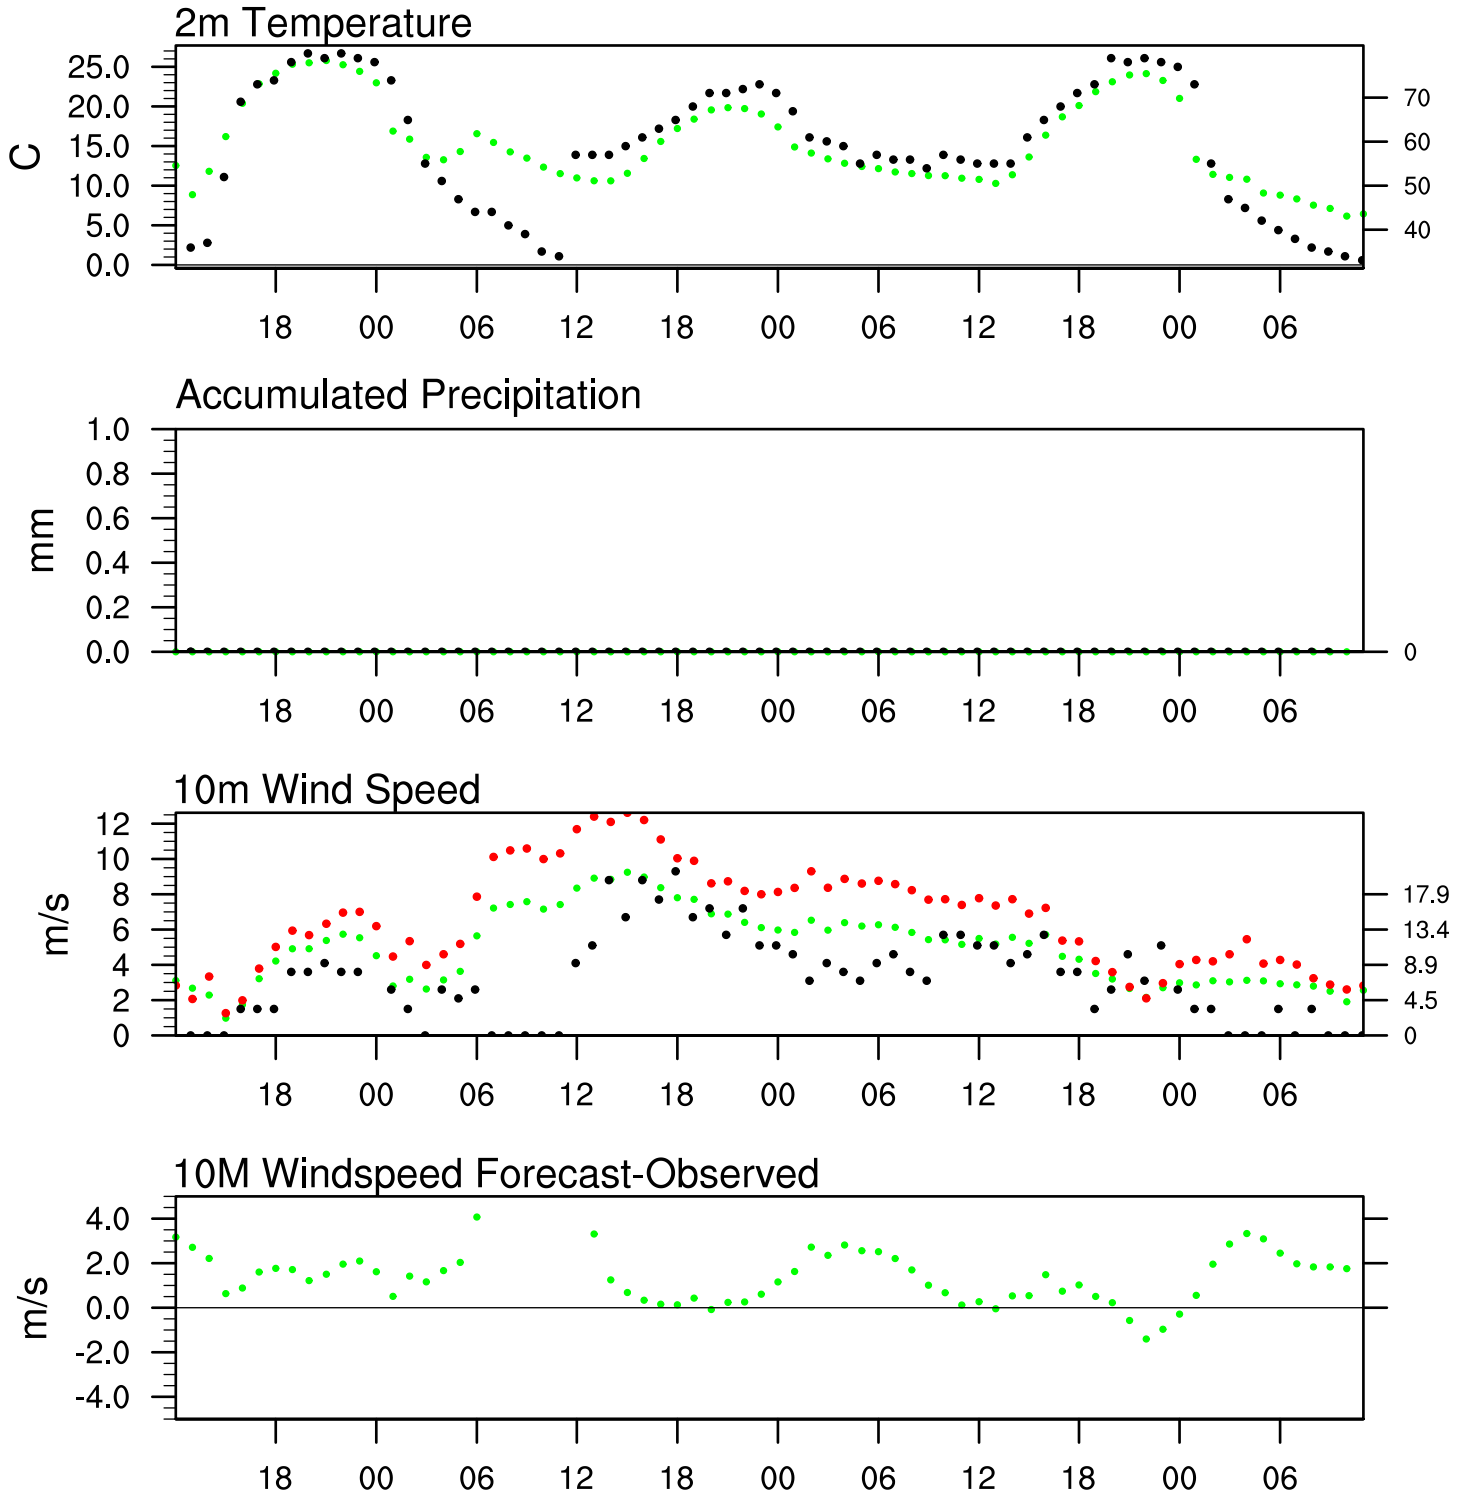 2m Temperature
25.0
20.0
15.0
10.0
5.0
0.0
C
70
60
50
40
18 00 06 12 18 00 06 12 18 00 06
Accumulated Precipitation
1.0
0.8
0.6
0.4
0.2
0.0
mm
0
18 00 06 12 18 00 06 12 18 00 06
10m Wind Speed
12
10
8
6
4
2
0
m/s
17.9
13.4
8.9
4.5
0
18 00 06 12 18 00 06 12 18 00 06
10M Windspeed Forecast-Observed
4.0
2.0
0.0
-2.0
-4.0
m/s
18 00 06 12 18 00 06 12 18 00 06